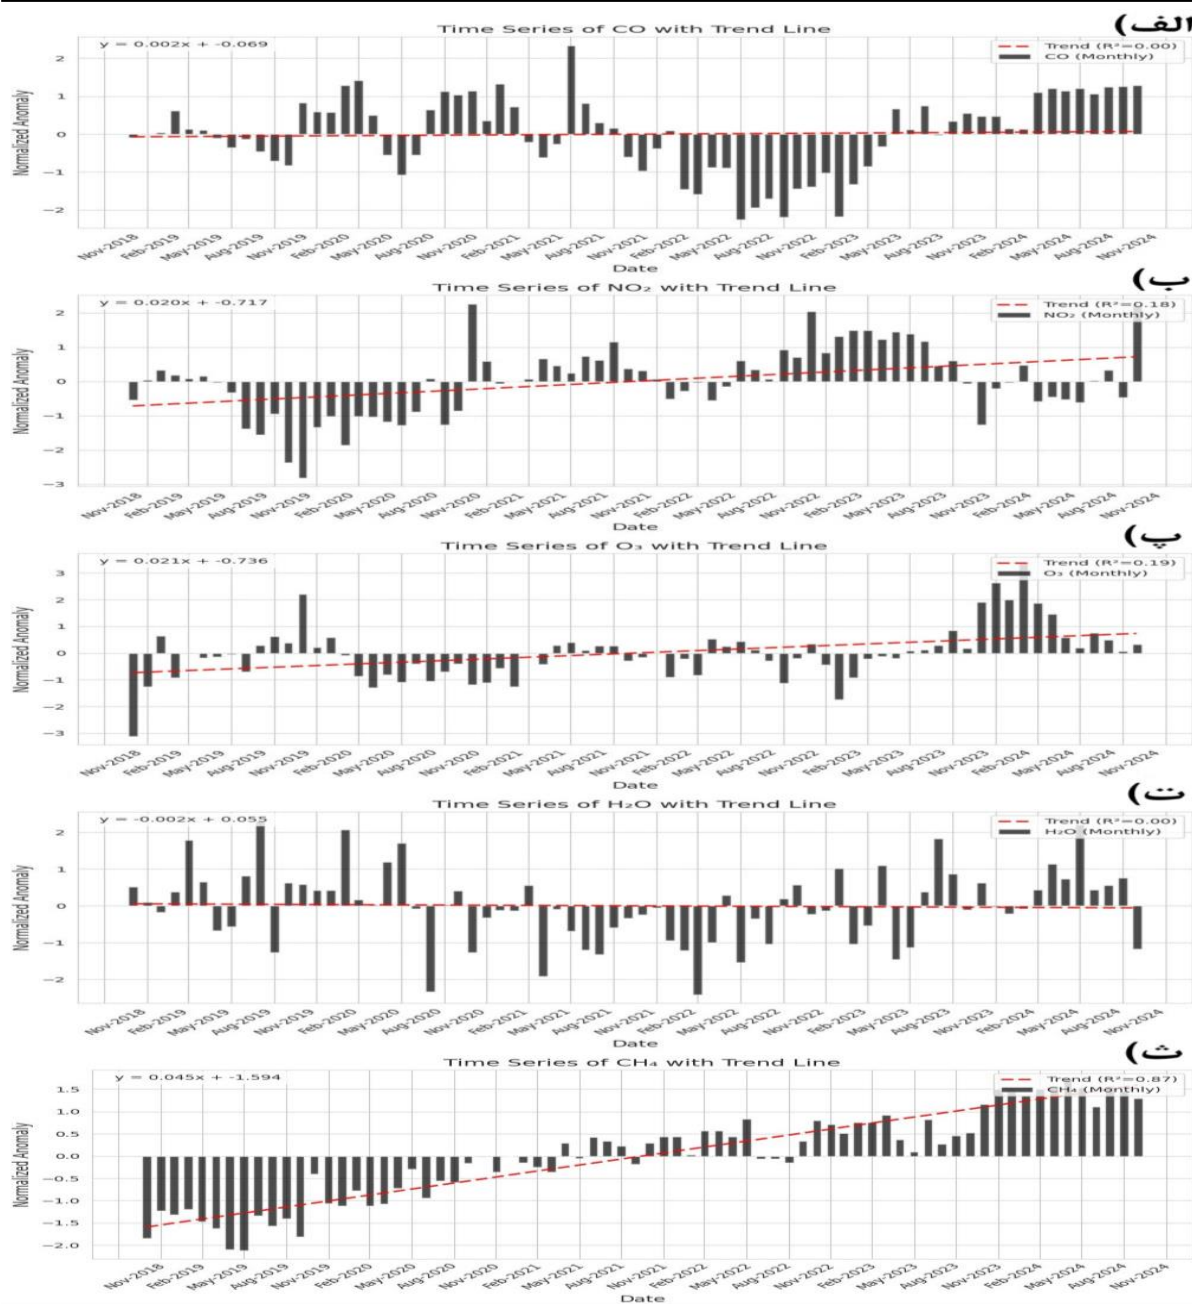 الف)
Time Series of CO with Trend Line
y = 0.002x + -0.069
Trend (R²=0.00)
CO (Monthly)
Normalized Anomaly
2
1
0
−1
−2
Nov-2018 Feb-2019 May-2019 Aug-2019 Nov-2019 Feb-2020 May-2020 Aug-2020 Nov-2020 Feb-2021 May-2021 Aug-2021 Nov-2021 Feb-2022 May-2022 Aug-2022 Nov-2022 Feb-2023 May-2023 Aug-2023 Nov-2023 Feb-2024 May-2024 Aug-2024 Nov-2024
Date
ب)
Time Series of NO₂ with Trend Line
y = 0.020x + -0.717
Trend (R²=0.18)
NO₂ (Monthly)
Normalized Anomaly
2
1
0
−1
−2
−3
Nov-2018 Feb-2019 May-2019 Aug-2019 Nov-2019 Feb-2020 May-2020 Aug-2020 Nov-2020 Feb-2021 May-2021 Aug-2021 Nov-2021 Feb-2022 May-2022 Aug-2022 Nov-2022 Feb-2023 May-2023 Aug-2023 Nov-2023 Feb-2024 May-2024 Aug-2024 Nov-2024
Date
پ)
Time Series of O₃ with Trend Line
y = 0.021x + -0.736
Trend (R²=0.19)
O₃ (Monthly)
Normalized Anomaly
3
2
1
0
−1
−2
−3
Nov-2018 Feb-2019 May-2019 Aug-2019 Nov-2019 Feb-2020 May-2020 Aug-2020 Nov-2020 Feb-2021 May-2021 Aug-2021 Nov-2021 Feb-2022 May-2022 Aug-2022 Nov-2022 Feb-2023 May-2023 Aug-2023 Nov-2023 Feb-2024 May-2024 Aug-2024 Nov-2024
Date
ت)
Time Series of H₂O with Trend Line
y = -0.002x + 0.055
Trend (R²=0.00)
H₂O (Monthly)
Normalized Anomaly
2
1
0
−1
−2
Nov-2018 Feb-2019 May-2019 Aug-2019 Nov-2019 Feb-2020 May-2020 Aug-2020 Nov-2020 Feb-2021 May-2021 Aug-2021 Nov-2021 Feb-2022 May-2022 Aug-2022 Nov-2022 Feb-2023 May-2023 Aug-2023 Nov-2023 Feb-2024 May-2024 Aug-2024 Nov-2024
Date
ث)
Time Series of CH₄ with Trend Line
y = 0.045x + -1.594
Trend (R²=0.87)
CH₄ (Monthly)
Normalized Anomaly
1.5
1.0
0.5
0.0
−0.5
−1.0
−1.5
−2.0
Nov-2018 Feb-2019 May-2019 Aug-2019 Nov-2019 Feb-2020 May-2020 Aug-2020 Nov-2020 Feb-2021 May-2021 Aug-2021 Nov-2021 Feb-2022 May-2022 Aug-2022 Nov-2022 Feb-2023 May-2023 Aug-2023 Nov-2023 Feb-2024 May-2024 Aug-2024 Nov-2024
Date